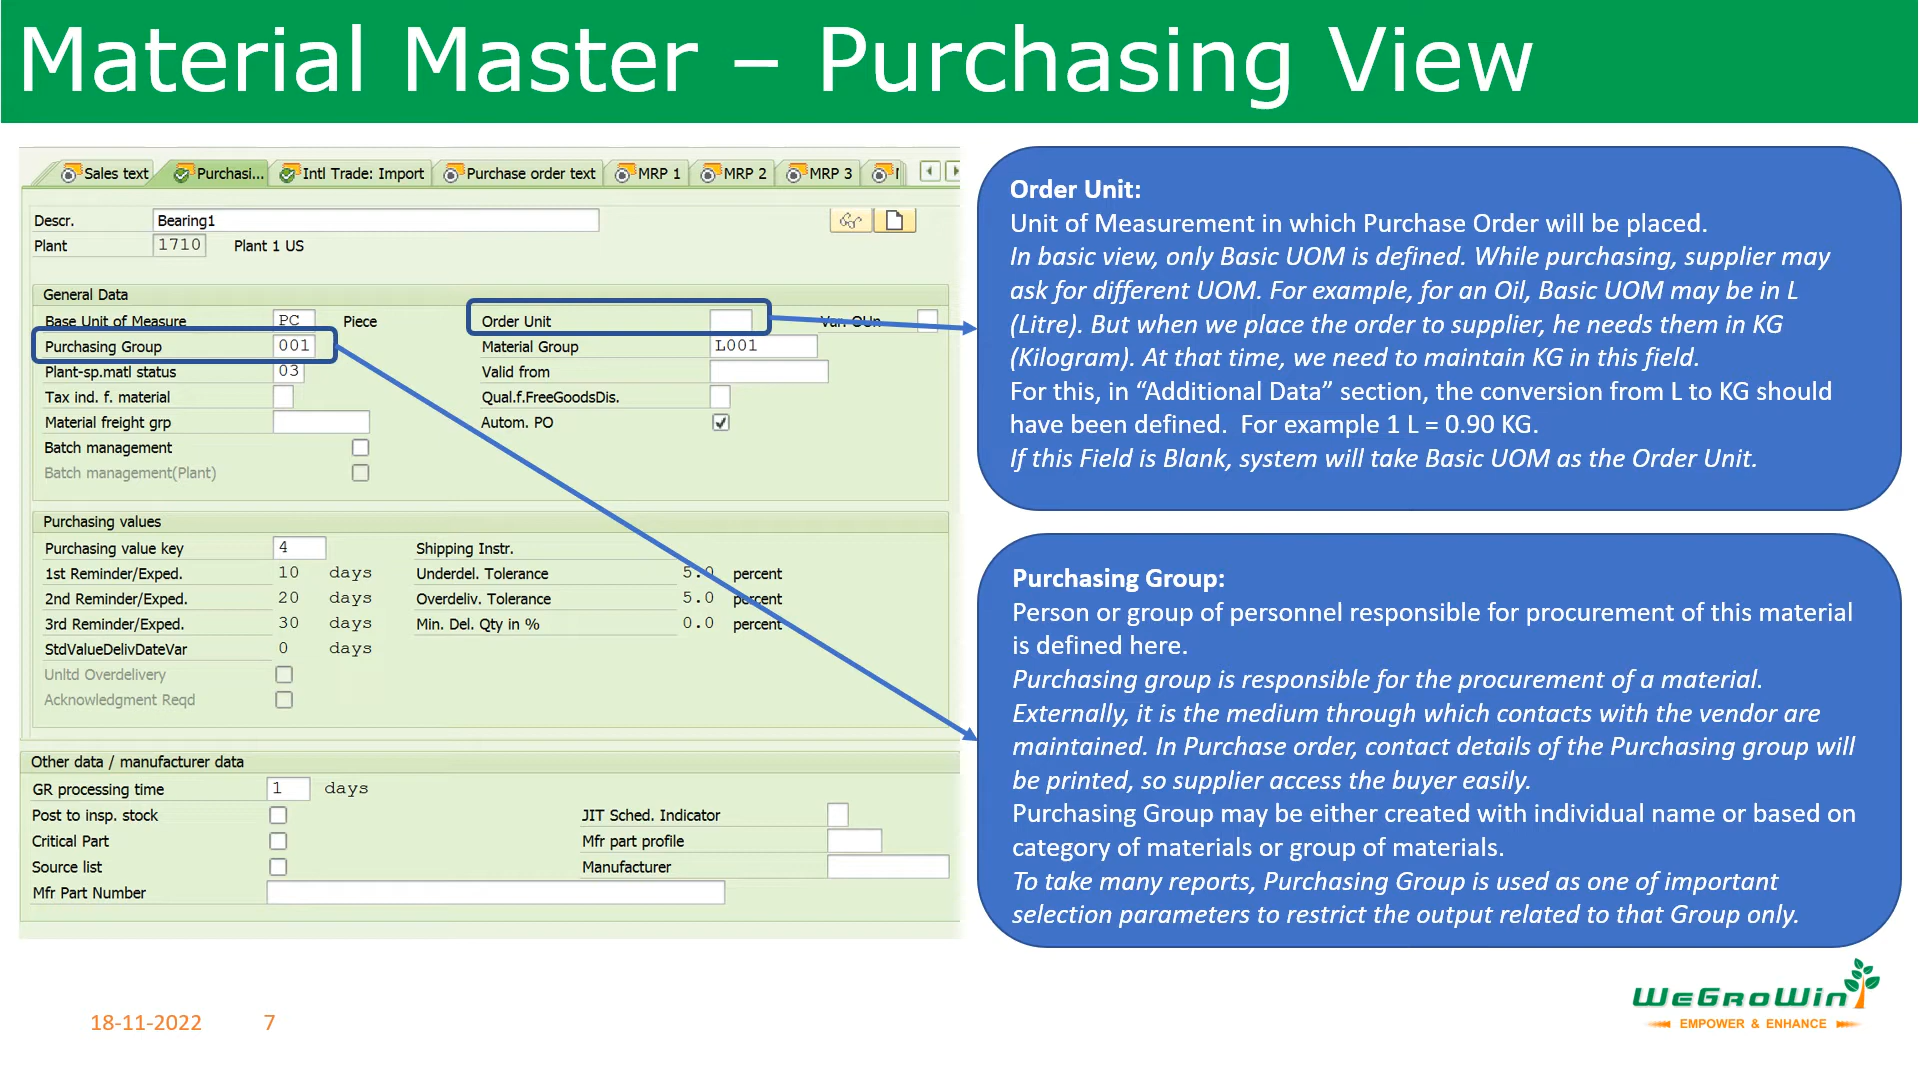 Material Master – Purchasing View
Sales text Purchasi... Intl Trade: Import Purchase order text MRP 1 MRP 2 MRP 3
Descr. Bearing1
Plant 1710 Plant 1 US
General Data
Base Unit of Measure PC Piece Order Unit Var. OUn
Purchasing Group 001 Material Group L001
Plant-sp.matl status 03 Valid from
Tax ind. f. material Qual.f.FreeGoodsDis.
Material freight grp Autom. PO
Batch management
Batch management(Plant)
Purchasing values
Purchasing value key 4 Shipping Instr.
1st Reminder/Exped. 10 days Underdel. Tolerance 5.0 percent
2nd Reminder/Exped. 20 days Overdeliv. Tolerance 5.0 percent
3rd Reminder/Exped. 30 days Min. Del. Qty in % 0.0 percent
StdValueDelivDateVar 0 days
Unltd Overdelivery
Acknowledgment Reqd
Other data / manufacturer data
GR processing time 1 days
Post to insp. stock JIT Sched. Indicator
Critical Part Mfr part profile
Source list Manufacturer
Mfr Part Number
Order Unit:
Unit of Measurement in which Purchase Order will be placed.
In basic view, only Basic UOM is defined. While purchasing, supplier may
ask for different UOM. For example, for an Oil, Basic UOM may be in L
(Litre). But when we place the order to supplier, he needs them in KG
(Kilogram). At that time, we need to maintain KG in this field.
For this, in “Additional Data” section, the conversion from L to KG should
have been defined.  For example 1 L = 0.90 KG.
If this Field is Blank, system will take Basic UOM as the Order Unit.
Purchasing Group:
Person or group of personnel responsible for procurement of this material
is defined here.
Purchasing group is responsible for the procurement of a material.
Externally, it is the medium through which contacts with the vendor are
maintained. In Purchase order, contact details of the Purchasing group will
be printed, so supplier access the buyer easily.
Purchasing Group may be either created with individual name or based on
category of materials or group of materials.
To take many reports, Purchasing Group is used as one of important
selection parameters to restrict the output related to that Group only.
18-11-2022 7
WeGroWin
EMPOWER & ENHANCE